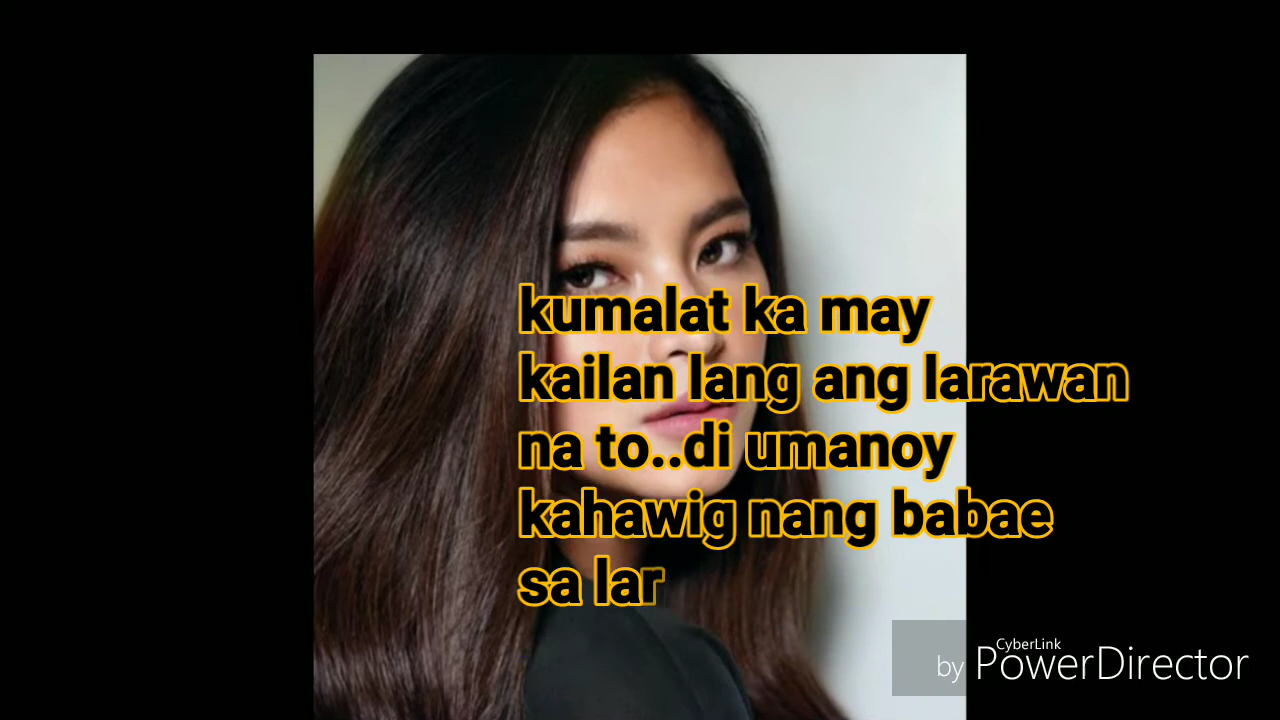 kumalat ka may
kailan lang ang larawan
na to..di umanoy
kahawig nang babae
sa lar
CyberLink
by PowerDirector